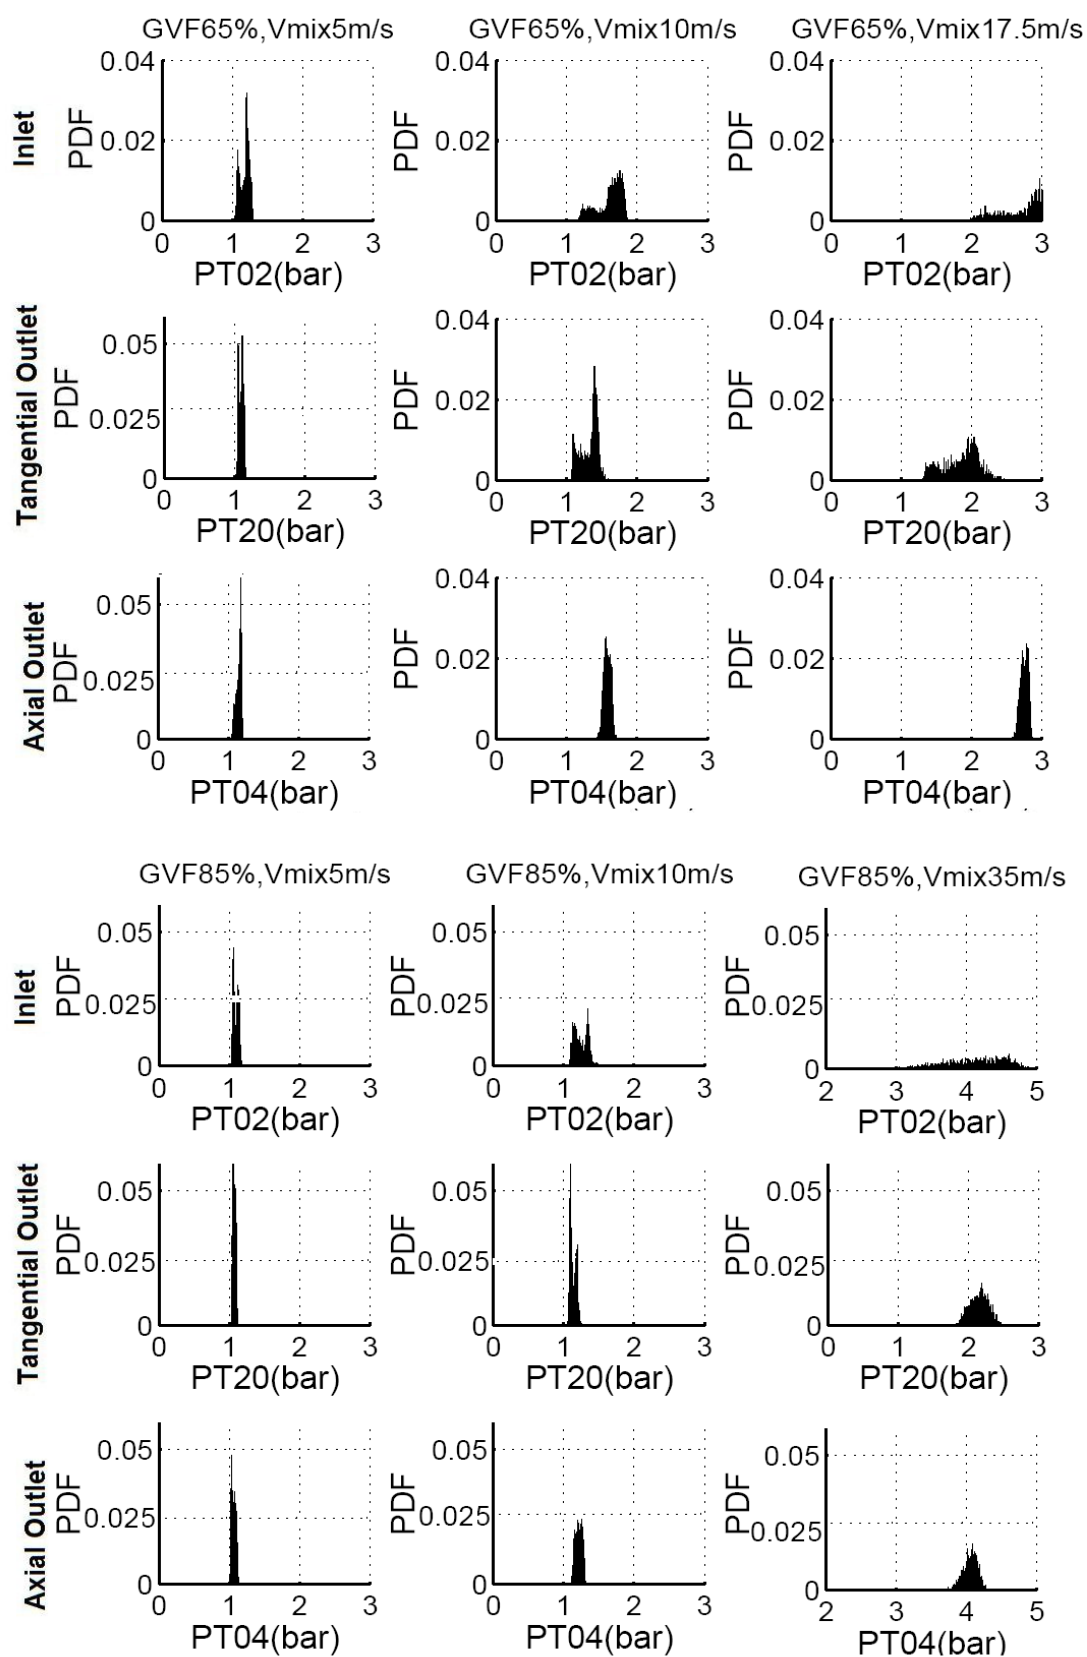 GVF65%,Vmix5m/s GVF65%,Vmix10m/s GVF65%,Vmix17.5m/s
Inlet
PDF
0.04
0.02
0
0 1 2 3
PT02(bar)
PDF
0.04
0.02
0
0 1 2 3
PT02(bar)
PDF
0.04
0.02
0
0 1 2 3
PT02(bar)
Tangential Outlet
PDF
0.05
0.025
0
0 1 2 3
PT20(bar)
PDF
0.04
0.02
0
0 1 2 3
PT20(bar)
PDF
0.04
0.02
0
0 1 2 3
PT20(bar)
Axial Outlet
PDF
0.05
0.025
0
0 1 2 3
PT04(bar)
PDF
0.04
0.02
0
0 1 2 3
PT04(bar)
PDF
0.04
0.02
0
0 1 2 3
PT04(bar)
GVF85%,Vmix5m/s GVF85%,Vmix10m/s GVF85%,Vmix35m/s
Inlet
PDF
0.05
0.025
0
0 1 2 3
PT02(bar)
PDF
0.05
0.025
0
0 1 2 3
PT02(bar)
PDF
0.05
0.025
0
2 3 4 5
PT02(bar)
Tangential Outlet
PDF
0.05
0.025
0
0 1 2 3
PT20(bar)
PDF
0.05
0.025
0
0 1 2 3
PT20(bar)
PDF
0.05
0.025
0
0 1 2 3
PT20(bar)
Axial Outlet
PDF
0.05
0.025
0
0 1 2 3
PT04(bar)
PDF
0.05
0.025
0
0 1 2 3
PT04(bar)
PDF
0.05
0.025
0
2 3 4 5
PT04(bar)